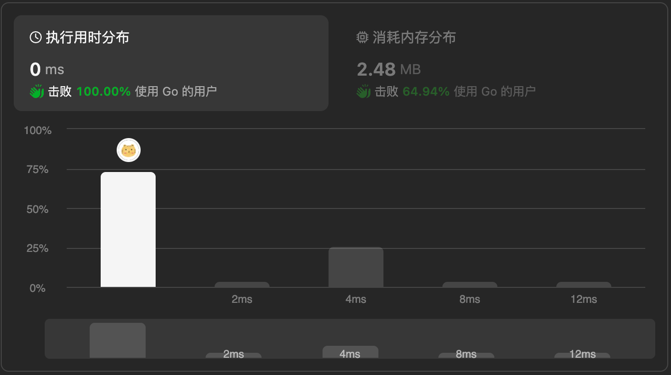 执行用时分布
0 ms
击败 100.00% 使用 Go 的用户
消耗内存分布
2.48 MB
击败 64.94% 使用 Go 的用户
100%
75%
50%
25%
0%
2ms 4ms 8ms 12ms
2ms 4ms 8ms 12ms